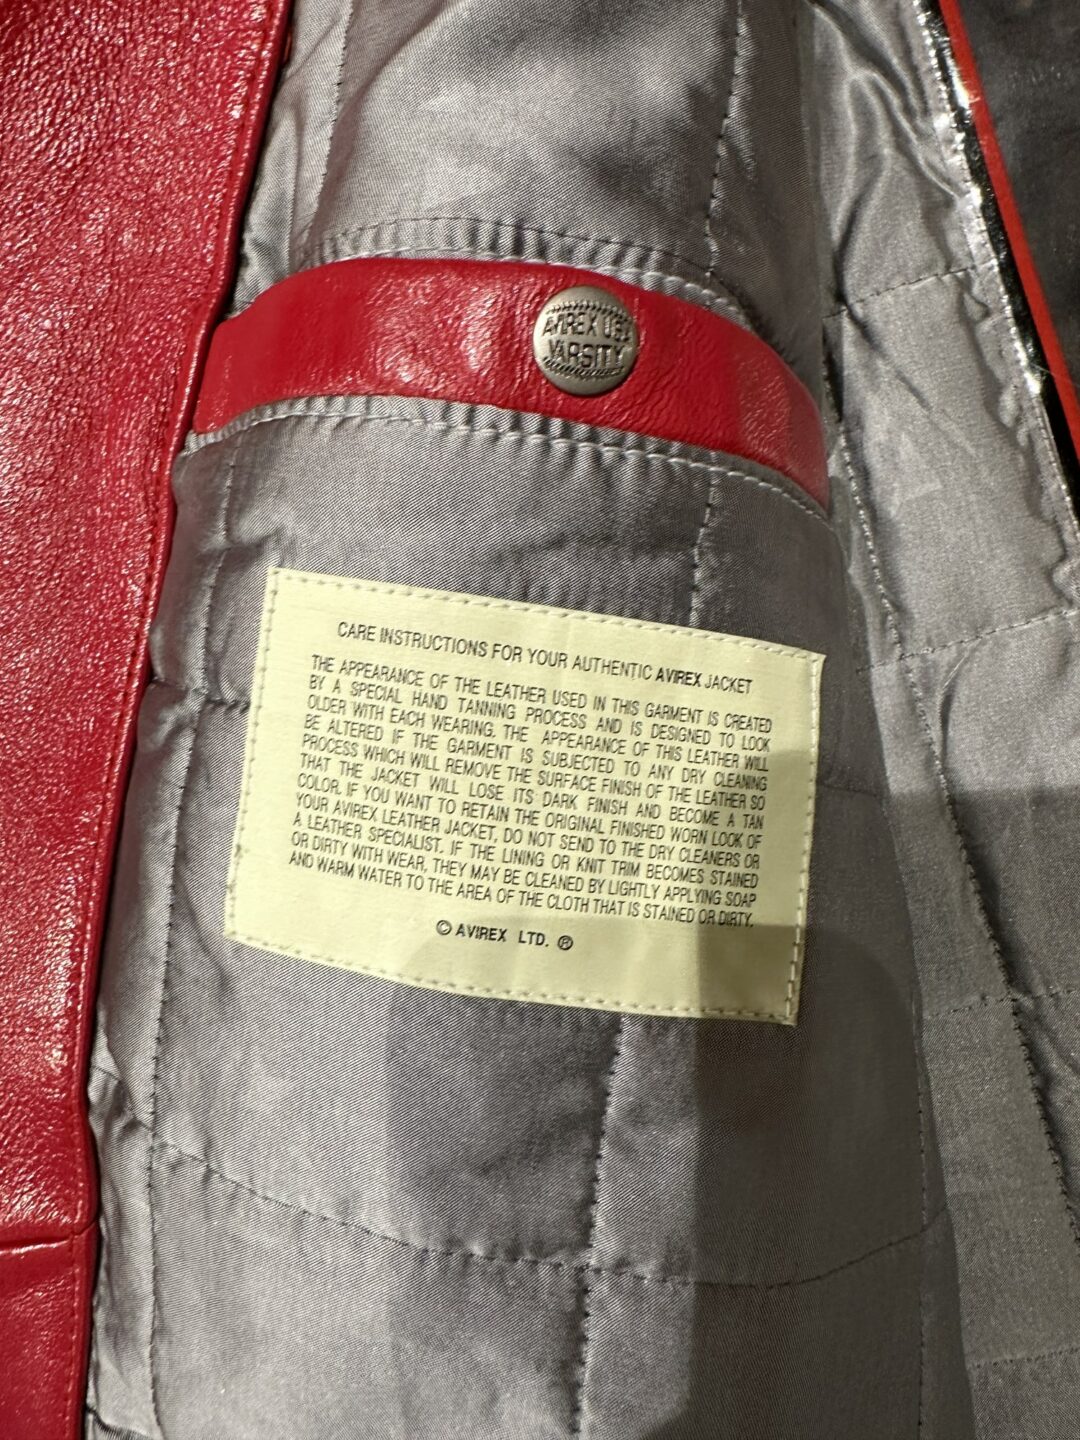 AVIREX USA
VARSITY
CARE INSTRUCTIONS FOR YOUR AUTHENTIC AVIREX JACKET
THE APPEARANCE OF THE LEATHER USED IN THIS GARMENT IS CREATED
BY A SPECIAL HAND TANNING PROCESS AND IS DESIGNED TO LOOK
OLDER WITH EACH WEARING. THE APPEARANCE OF THIS LEATHER WILL
BE ALTERED IF THE GARMENT IS SUBJECTED TO ANY DRY CLEANING
PROCESS WHICH WILL REMOVE THE SURFACE FINISH OF THE LEATHER SO
THAT THE JACKET WILL LOSE ITS DARK FINISH AND BECOME A TAN
COLOR. IF YOU WANT TO RETAIN THE ORIGINAL FINISHED WORN LOOK OF
YOUR AVIREX LEATHER JACKET, DO NOT SEND TO THE DRY CLEANERS OR
A LEATHER SPECIALIST. IF THE LINING OR KNIT TRIM BECOMES STAINED
OR DIRTY WITH WEAR, THEY MAY BE CLEANED BY LIGHTLY APPLYING SOAP
AND WARM WATER TO THE AREA OF THE CLOTH THAT IS STAINED OR DIRTY.
© AVIREX LTD. ®